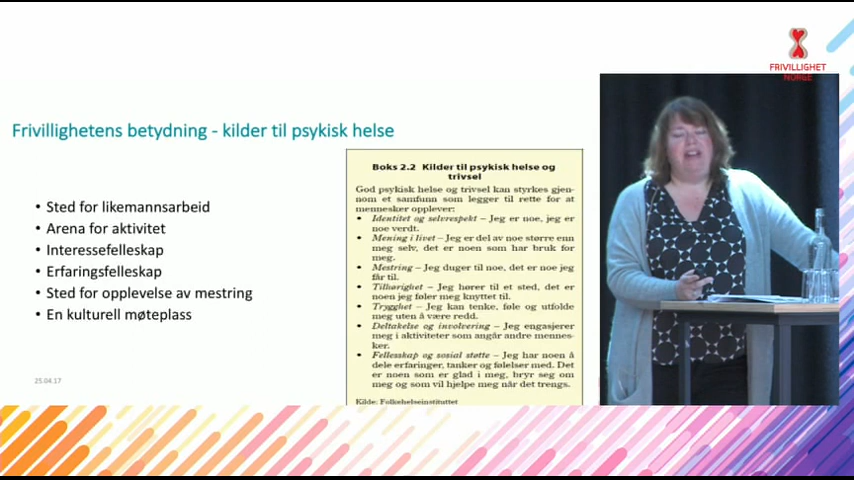 FRIVILLIGHET
NORGE
Frivillighetens betydning - kilder til psykisk helse
• Sted for likemannsarbeid
• Arena for aktivitet
• Interessefelleskap
• Erfaringsfelleskap
• Sted for opplevelse av mestring
• En kulturell møteplass
25.04.17
Boks 2.2 Kilder til psykisk helse og
trivsel
God psykisk helse og trivsel kan styrkes gjen-
nom et samfunn som legger til rette for at
mennesker opplever:
• Identitet og selvrespekt – Jeg er noe, jeg er
noe verdt.
• Mening i livet – Jeg er del av noe større enn
meg selv, det er noen som har bruk for
meg.
• Mestring – Jeg duger til noe, det er noe jeg
får til.
• Tilhørighet – Jeg hører til et sted, det er
noen jeg føler meg knyttet til.
• Trygghet – Jeg kan tenke, føle og utfolde
meg uten å være redd.
• Deltakelse og involvering – Jeg engasjerer
meg i aktiviteter som angår andre mennes-
ker.
• Fellesskap og sosial støtte – Jeg har noen å
dele erfaringer, tanker og følelser med. Det
er noen som er glad i meg, bryr seg om
meg og som vil hjelpe meg når det trengs.
Kilde: Folkehelseinstituttet